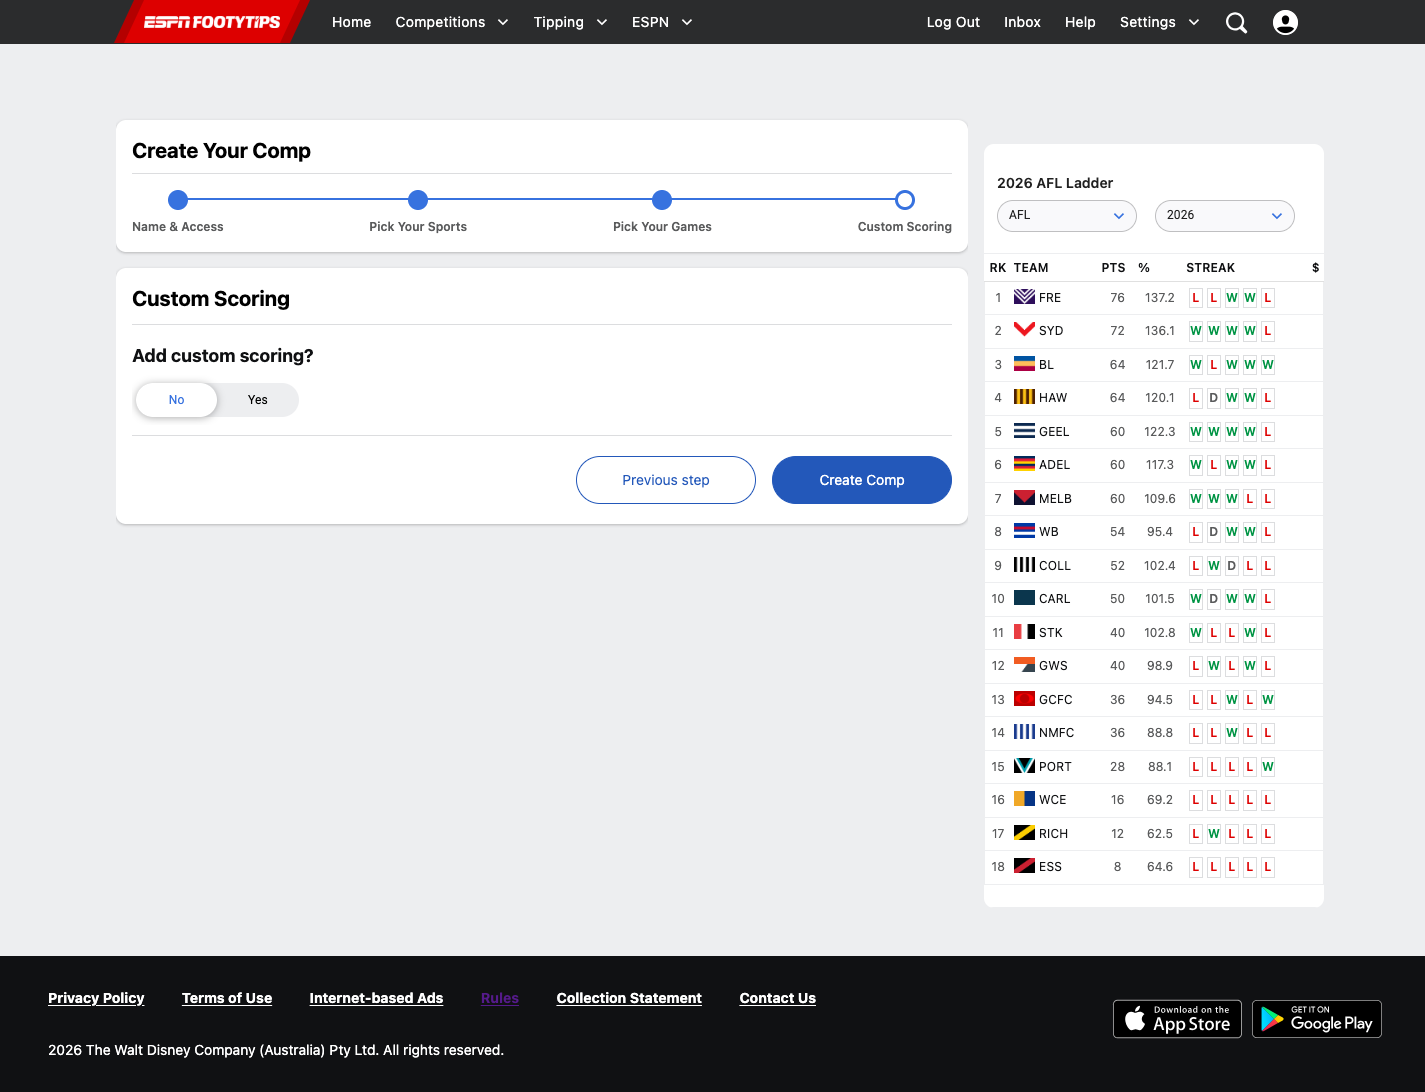 ESPN FOOTYTIPS Home Competitions Tipping ESPN Log Out Inbox Help Settings
Create Your Comp
Name & Access Pick Your Sports Pick Your Games Custom Scoring
Custom Scoring
Add custom scoring?
No Yes
Previous step Create Comp
2026 AFL Ladder
AFL 2026
RK TEAM PTS % STREAK $
1 FRE 76 137.2 L L W W L
2 SYD 72 136.1 W W W W L
3 BL 64 121.7 W L W W W
4 HAW 64 120.1 L D W W L
5 GEEL 60 122.3 W W W W L
6 ADEL 60 117.3 W L W W L
7 MELB 60 109.6 W W W L L
8 WB 54 95.4 L D W W L
9 COLL 52 102.4 L W D L L
10 CARL 50 101.5 W D W W L
11 STK 40 102.8 W L L W L
12 GWS 40 98.9 L W L W L
13 GCFC 36 94.5 L L W L W
14 NMFC 36 88.8 L L W L L
15 PORT 28 88.1 L L L L W
16 WCE 16 69.2 L L L L L
17 RICH 12 62.5 L W L L L
18 ESS 8 64.6 L L L L L
Privacy Policy Terms of Use Internet-based Ads Rules Collection Statement Contact Us
2026 The Walt Disney Company (Australia) Pty Ltd. All rights reserved.
Download on the
App Store
GET IT ON
Google Play